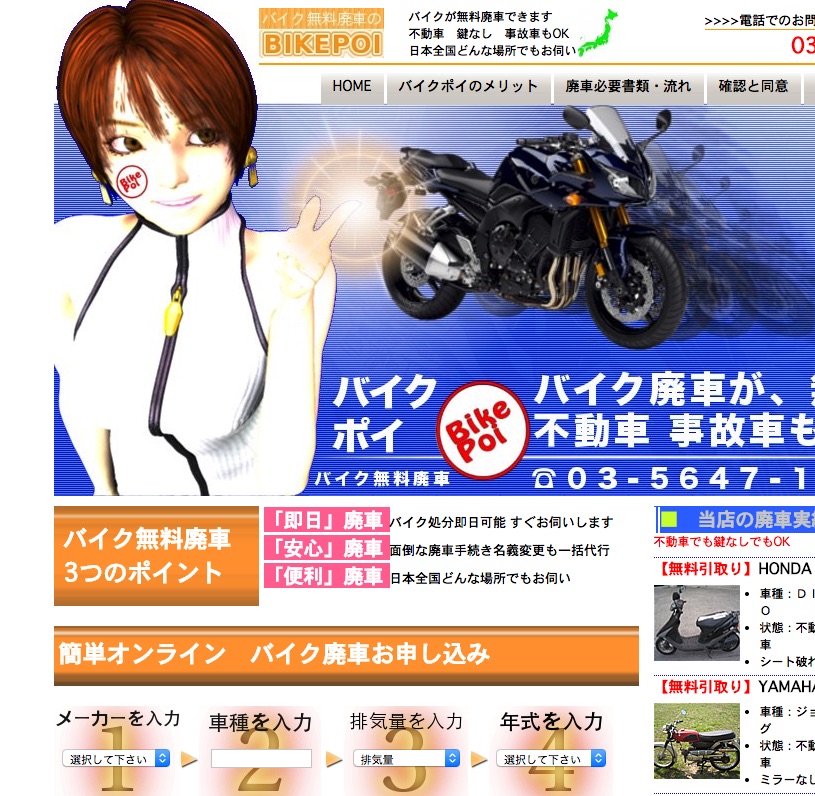 バイク無料廃車の
BIKEPOI
バイクが無料廃車できます
不動車　鍵なし　事故車もOK
日本全国どんな場所でもお伺い
>>>>電話でのお問
03
HOME
バイクポイのメリット
廃車必要書類・流れ
確認と同意
Bike
Poi
バイク
ポイ
バイク無料廃車
Bike
Poi
バイク廃車が、
不動車 事故車も
☎03-5647-1
バイク無料廃車
3つのポイント
「即日」廃車 バイク処分即日可能 すぐお伺いします
「安心」廃車 面倒な廃車手続き名義変更も一括代行
「便利」廃車 日本全国どんな場所でもお伺い
簡単オンライン　バイク廃車お申し込み
メーカーを入力
車種を入力
排気量を入力
年式を入力
1
2
3
4
選択して下さい
排気量
選択して下さい
当店の廃車実
不動車でも鍵なしでもOK
【無料引取り】HONDA
• 車種：ＤＩ
Ｏ
• 状態：不動
車
• シート破れ
【無料引取り】YAMAHA
• 車種：ジョ
グ
• 状態：不動
車
• ミラーなし